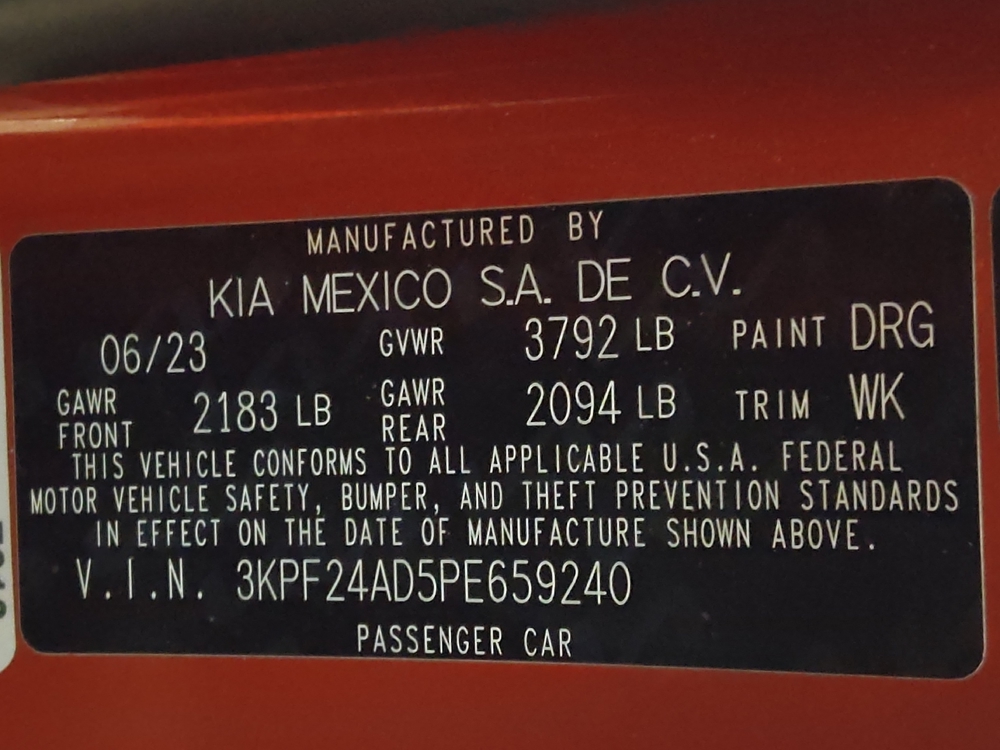 MANUFACTURED BY
KIA MEXICO S.A. DE C.V.
06/23 GVWR 3792 LB PAINT DRG
GAWR FRONT 2183 LB GAWR REAR 2094 LB TRIM WK
THIS VEHICLE CONFORMS TO ALL APPLICABLE U.S.A. FEDERAL
MOTOR VEHICLE SAFETY, BUMPER, AND THEFT PREVENTION STANDARDS
IN EFFECT ON THE DATE OF MANUFACTURE SHOWN ABOVE.
V.I.N. 3KPF24AD5PE659240
PASSENGER CAR